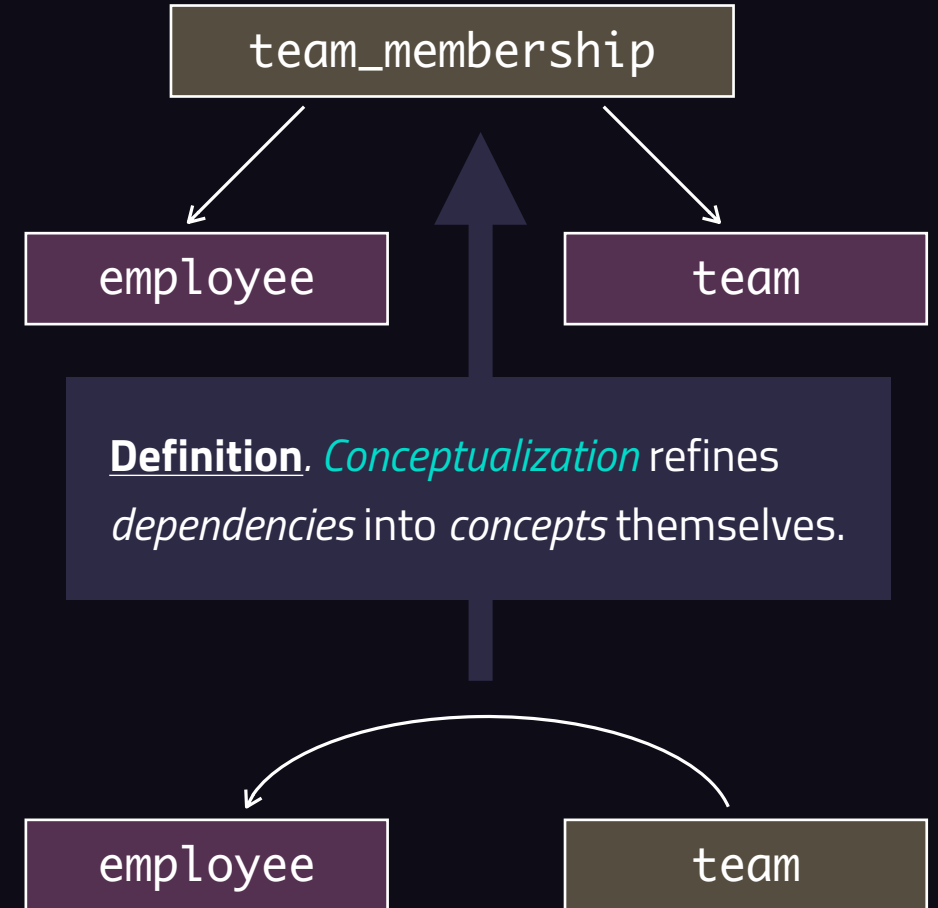 team_membership
employee
team
Definition. Conceptualization refines
dependencies into concepts themselves.
employee
team